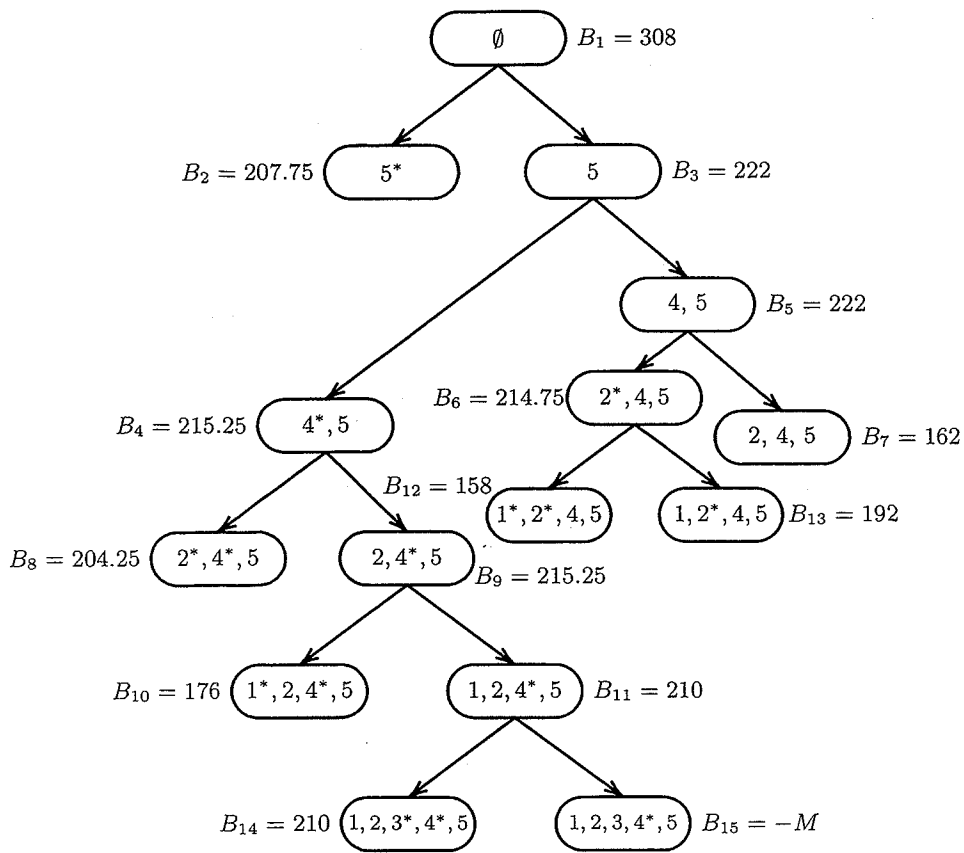 ∅ B₁ = 308
B₂ = 207.75 5* 5 B₃ = 222
4, 5 B₅ = 222
B₆ = 214.75 2*, 4, 5
B₄ = 215.25 4*, 5 2, 4, 5 B₇ = 162
B₁₂ = 158
1*, 2*, 4, 5 1, 2*, 4, 5 B₁₃ = 192
B₈ = 204.25 2*, 4*, 5 2, 4*, 5
B₉ = 215.25
B₁₀ = 176 1*, 2, 4*, 5 1, 2, 4*, 5 B₁₁ = 210
B₁₄ = 210 1, 2, 3*, 4*, 5 1, 2, 3, 4*, 5 B₁₅ = −M